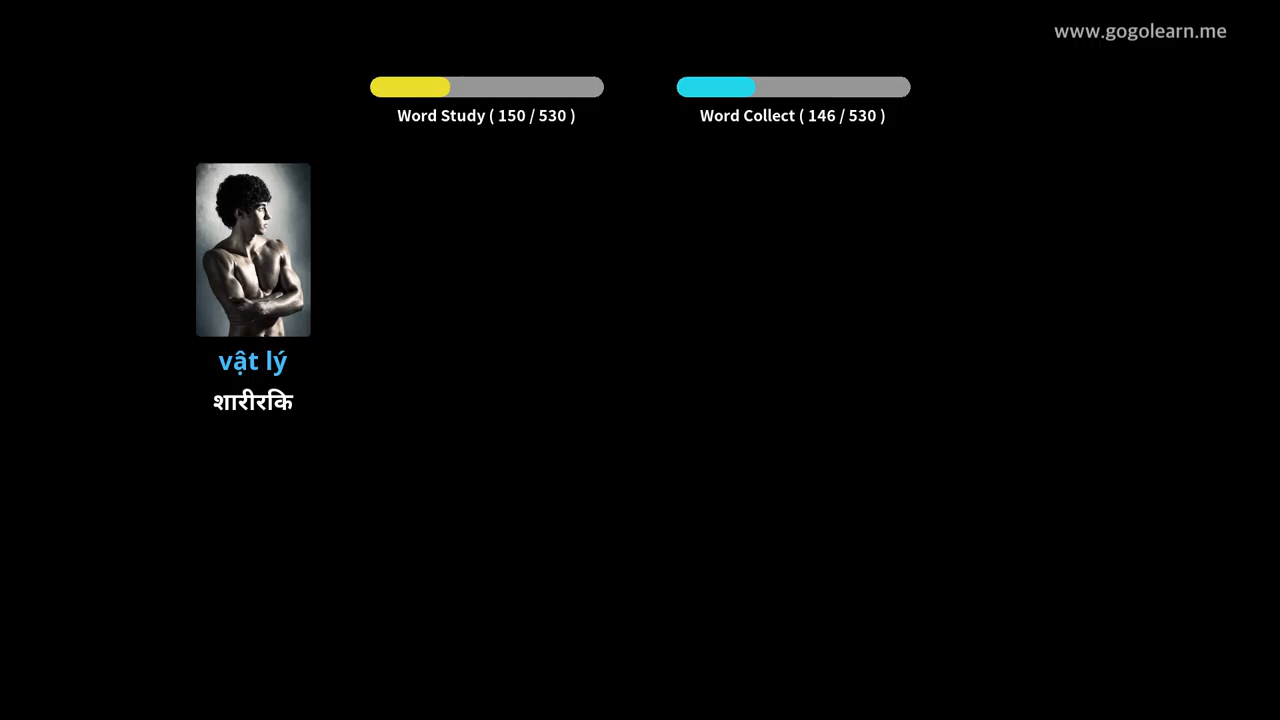 www.gogolearn.me
Word Study ( 150 / 530 )
Word Collect ( 146 / 530 )
vật lý
शारीरकि